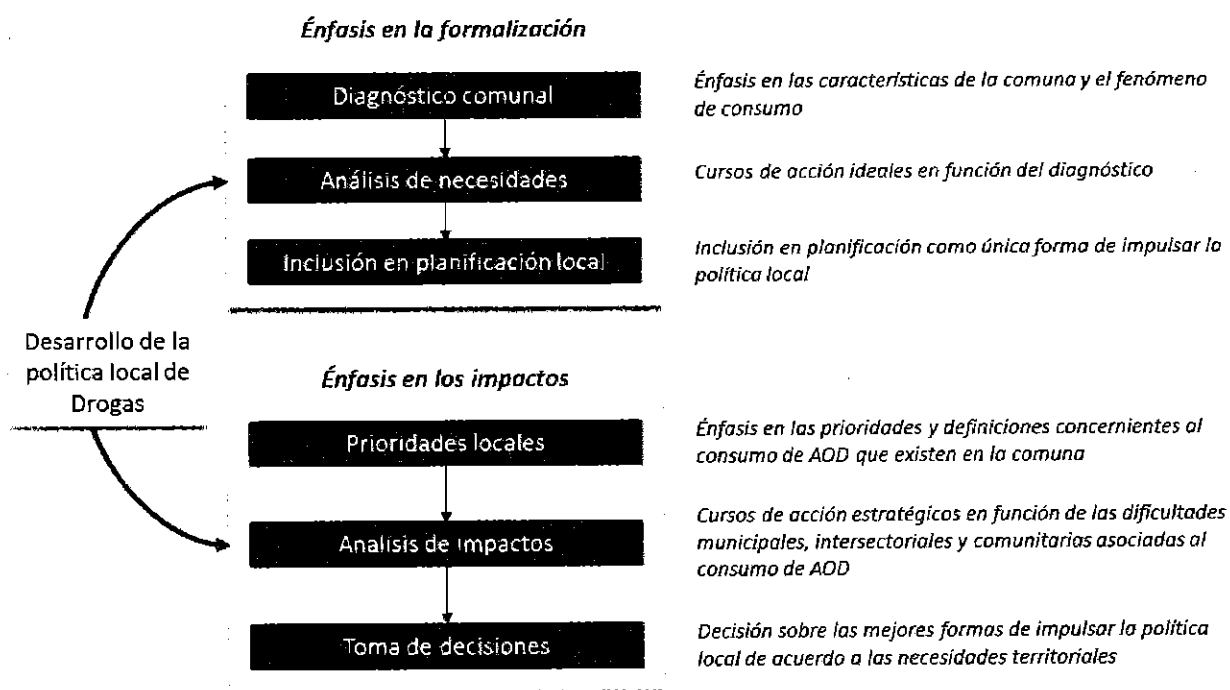 Énfasis en la formalización
Diagnóstico comunal
Énfasis en las características de la comuna y el fenómeno
de consumo
Análisis de necesidades
Cursos de acción ideales en función del diagnóstico
Inclusión en planificación local
Inclusión en planificación como única forma de impulsar la
política local
Desarrollo de la
política local de
Drogas
Énfasis en los impactos
Prioridades locales
Énfasis en las prioridades y definiciones concernientes al
consumo de AOD que existen en la comuna
Analisis de impactos
Cursos de acción estratégicos en función de las dificultades
municipales, intersectoriales y comunitarias asociadas al
consumo de AOD
Toma de decisiones
Decisión sobre las mejores formas de impulsar la política
local de acuerdo a las necesidades territoriales